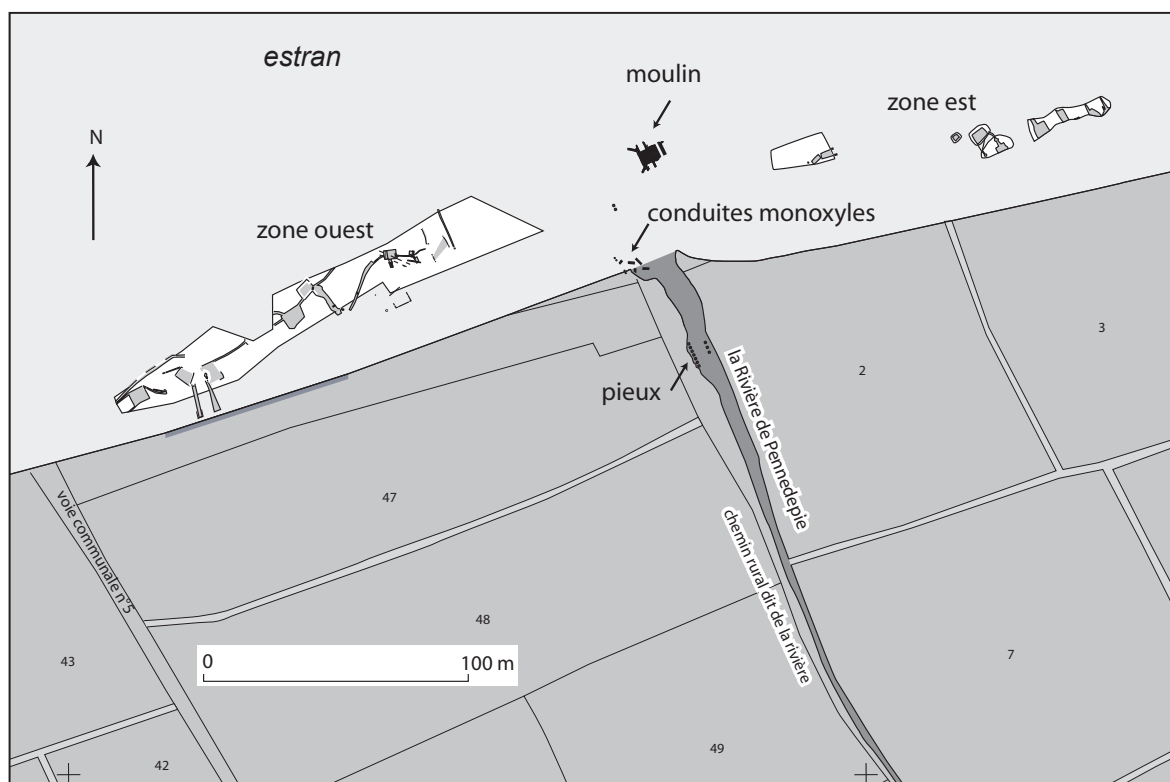 estran
moulin
zone est
N
conduites monoxyles
zone ouest
3
2
pieux
la Rivière de Pennedepie
47
voie communale n°5
chemin rural dit de la rivière
48
0 100 m
43
7
42
49